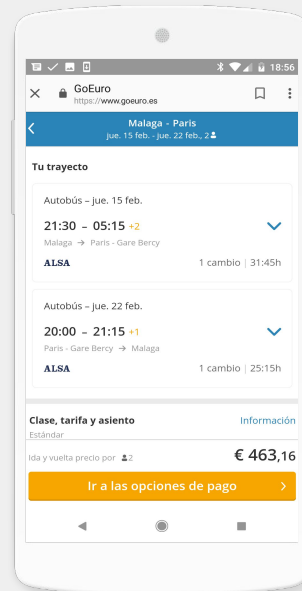 18:56
GoEuro
https://www.goeuro.es
Malaga - Paris
jue. 15 feb. - jue. 22 feb., 2
Tu trayecto
Autobús – jue. 15 feb.
21:30 – 05:15 +2
Malaga → Paris - Gare Bercy
ALSA 1 cambio | 31:45h
Autobús – jue. 22 feb.
20:00 – 21:15 +1
Paris - Gare Bercy → Malaga
ALSA 1 cambio | 25:15h
Clase, tarifa y asiento Información
Estándar
Ida y vuelta precio por 2 € 463,16
Ir a las opciones de pago